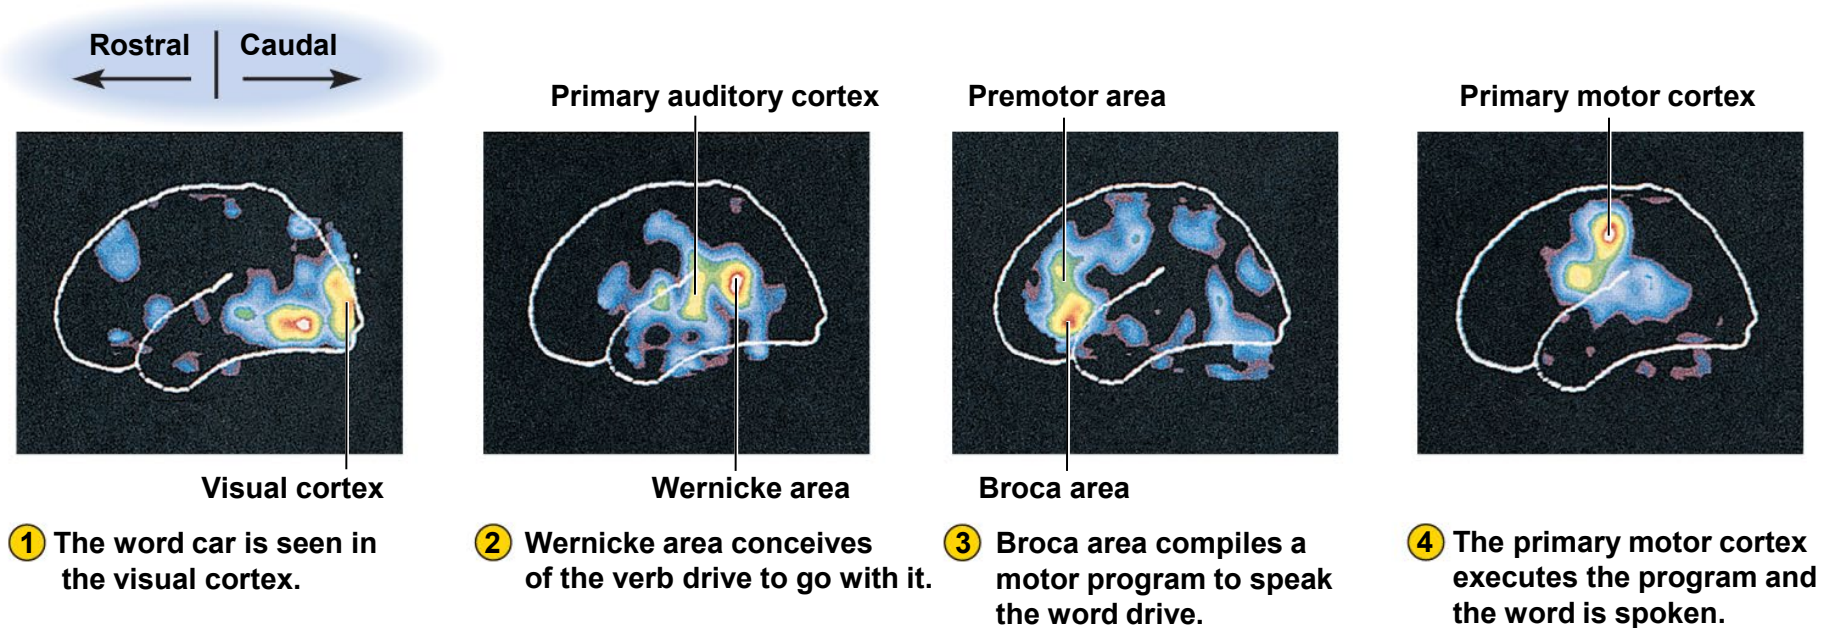 Rostral Caudal
Primary auditory cortex
Premotor area
Primary motor cortex
Visual cortex
Wernicke area
Broca area
1 The word car is seen in
the visual cortex.
2 Wernicke area conceives
of the verb drive to go with it.
3 Broca area compiles a
motor program to speak
the word drive.
4 The primary motor cortex
executes the program and
the word is spoken.